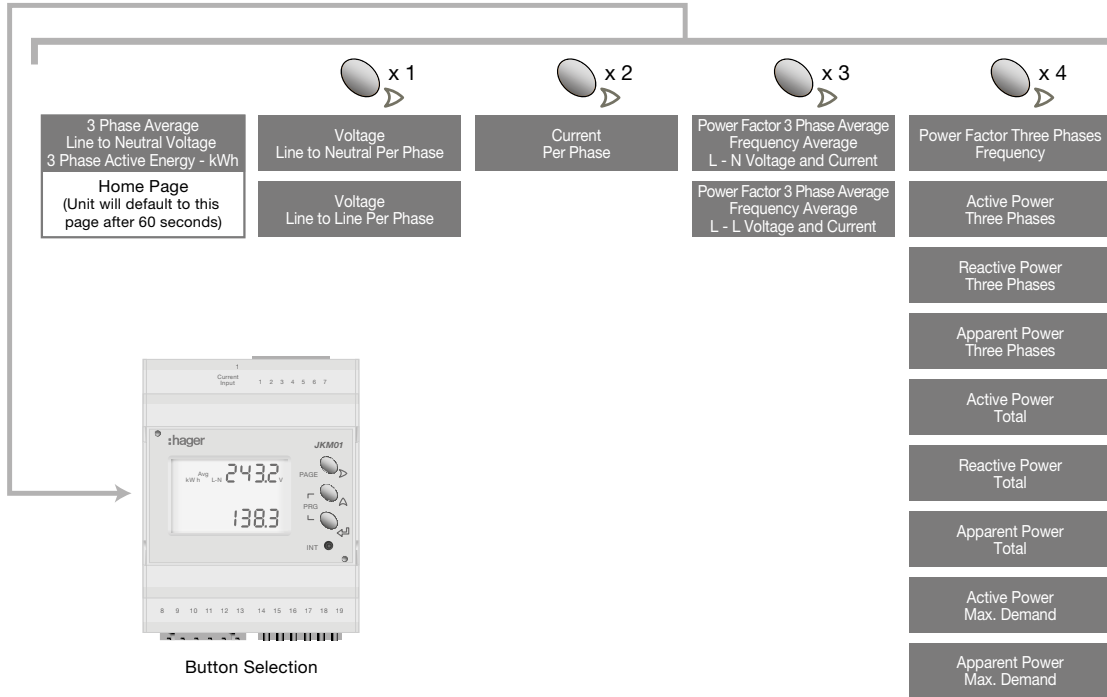 x 1
x 2
x 3
x 4
3 Phase Average
Line to Neutral Voltage
3 Phase Active Energy - kWh
Home Page
(Unit will default to this
page after 60 seconds)
Voltage
Line to Neutral Per Phase
Voltage
Line to Line Per Phase
Current
Per Phase
Power Factor 3 Phase Average
Frequency Average
L - N Voltage and Current
Power Factor 3 Phase Average
Frequency Average
L - L Voltage and Current
Power Factor Three Phases
Frequency
Active Power
Three Phases
Reactive Power
Three Phases
Apparent Power
Three Phases
Active Power
Total
Reactive Power
Total
Apparent Power
Total
Active Power
Max. Demand
Apparent Power
Max. Demand
1
Current
Input
1 2 3 4 5 6 7
:hager
JKM01
Avg
kW h L-N 243.2 V
138.3
PAGE
PRG
INT
8 9 10 11 12 13 14 15 16 17 18 19
Button Selection